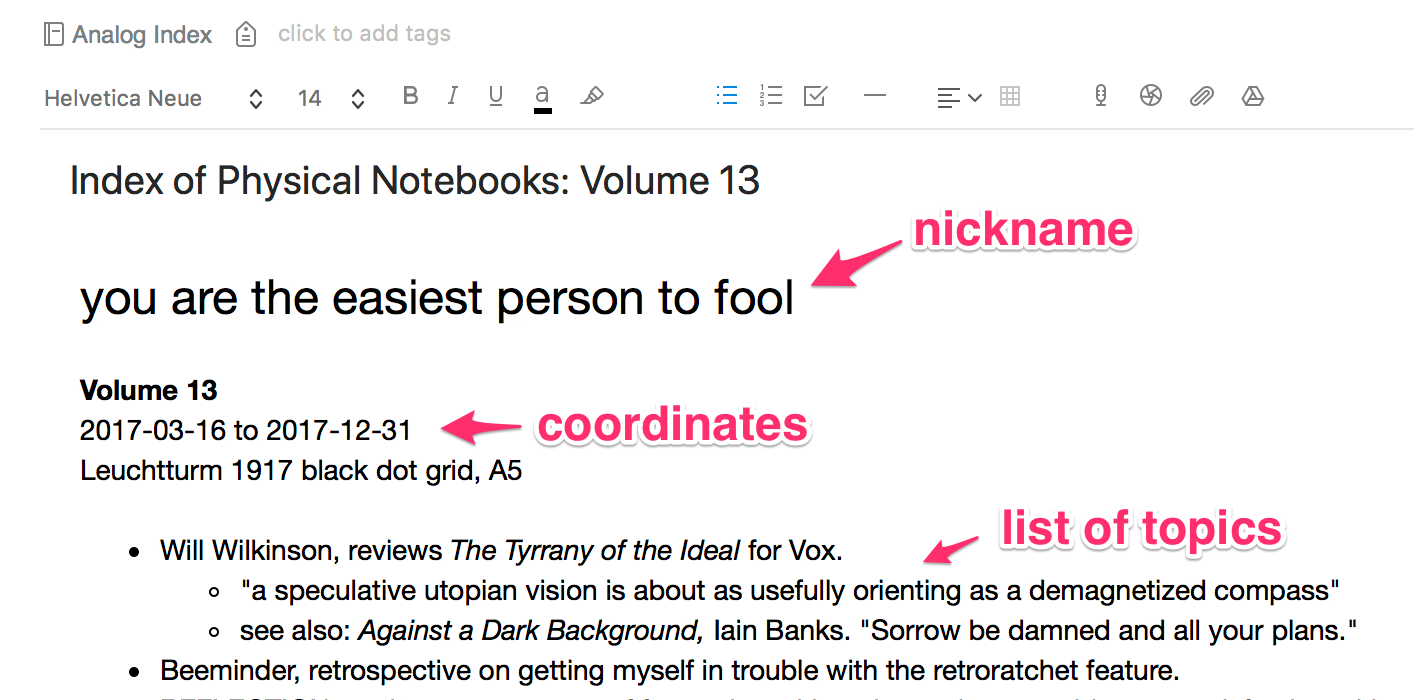 Analog Index click to add tags
Helvetica Neue 14 B I U a
Index of Physical Notebooks: Volume 13
nickname
you are the easiest person to fool
Volume 13
2017-03-16 to 2017-12-31
coordinates
Leuchtturm 1917 black dot grid, A5
list of topics
• Will Wilkinson, reviews The Tyrrany of the Ideal for Vox.
◦ "a speculative utopian vision is about as usefully orienting as a demagnetized compass"
◦ see also: Against a Dark Background, Iain Banks. "Sorrow be damned and all your plans."
• Beeminder, retrospective on getting myself in trouble with the retroratchet feature.